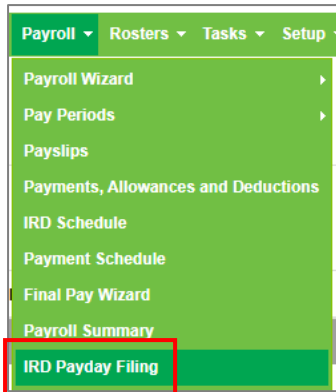 Payroll Rosters Tasks Setup
Payroll Wizard
Pay Periods
Payslips
Payments, Allowances and Deductions
IRD Schedule
Payment Schedule
Final Pay Wizard
Payroll Summary
IRD Payday Filing